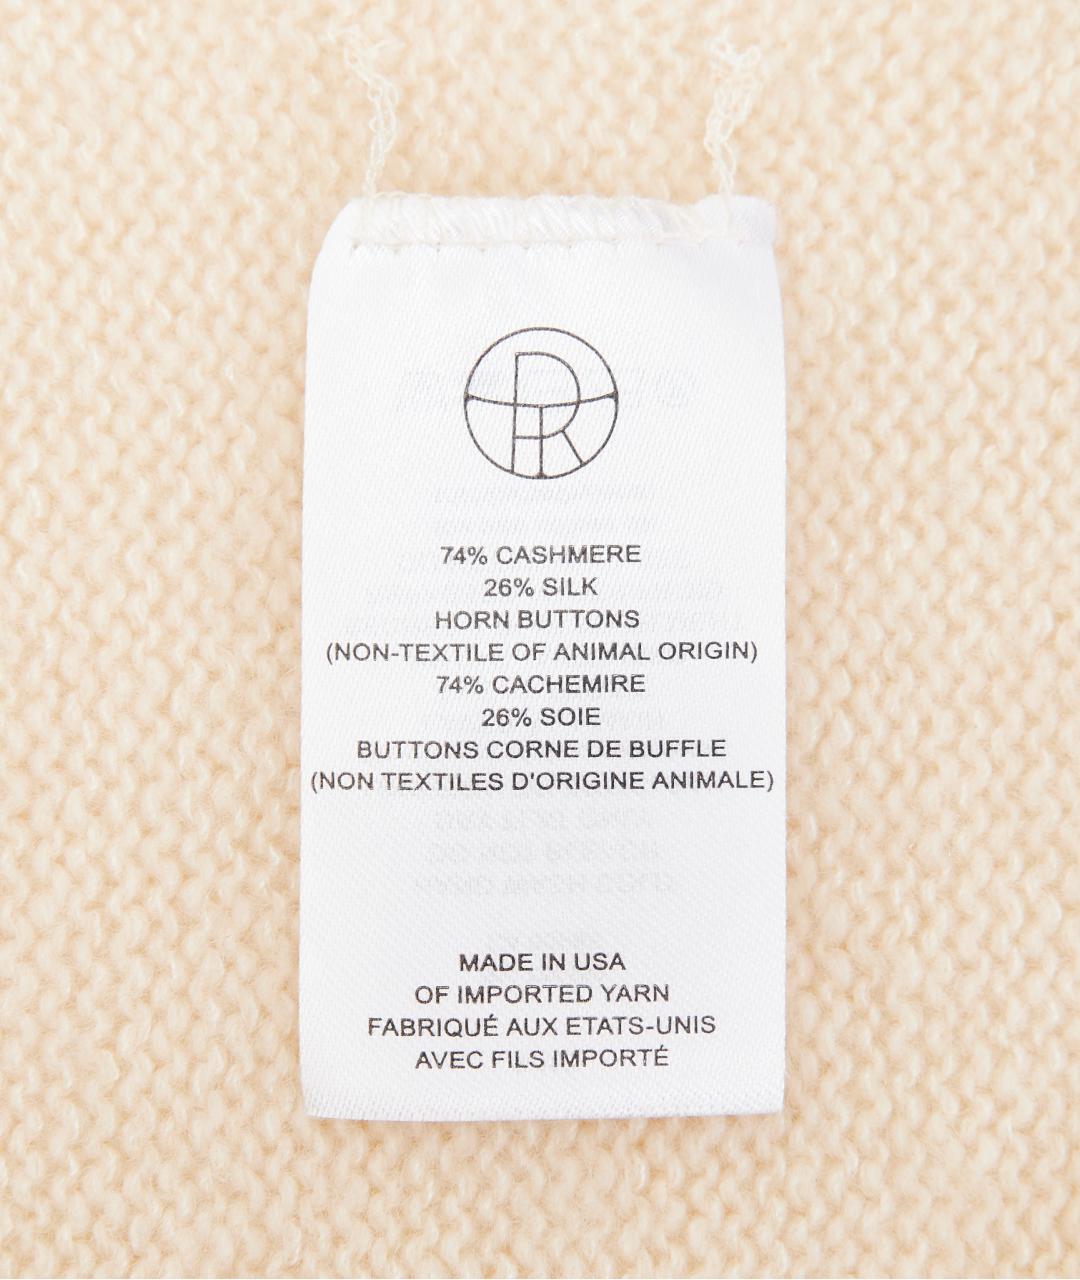 74% CASHMERE
26% SILK
HORN BUTTONS
(NON-TEXTILE OF ANIMAL ORIGIN)
74% CACHEMIRE
26% SOIE
BUTTONS CORNE DE BUFFLE
(NON TEXTILES D'ORIGINE ANIMALE)
MADE IN USA
OF IMPORTED YARN
FABRIQUÉ AUX ETATS-UNIS
AVEC FILS IMPORTÉ